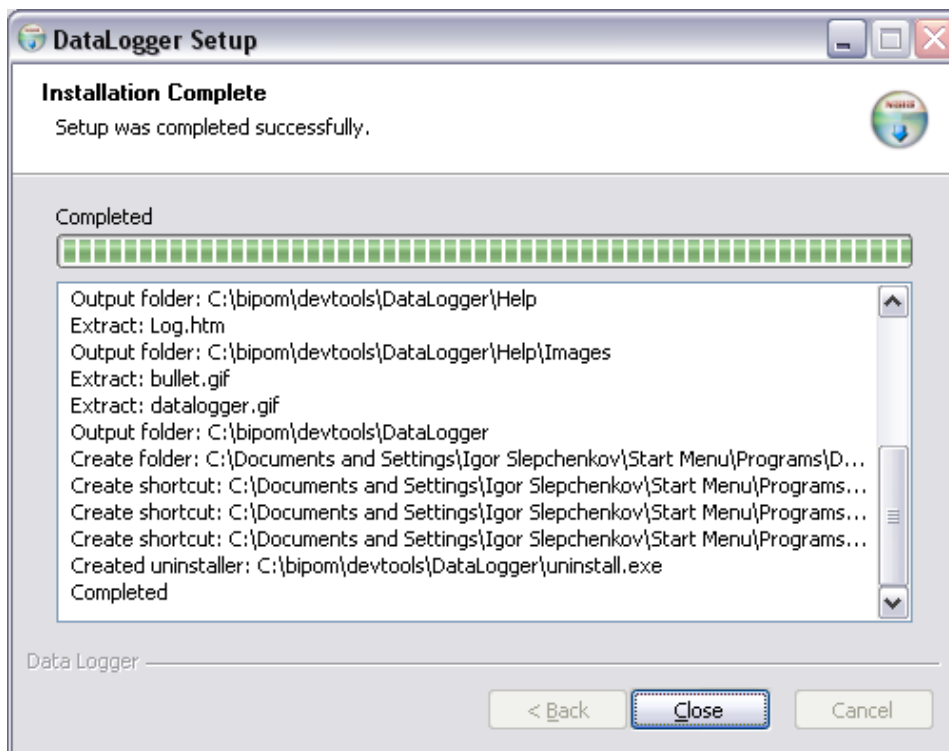 DataLogger Setup
Installation Complete
Setup was completed successfully.
Completed
Output folder: C:\bipom\devtools\DataLogger\Help
Extract: Log.htm
Output folder: C:\bipom\devtools\DataLogger\Help\Images
Extract: bullet.gif
Extract: datalogger.gif
Output folder: C:\bipom\devtools\DataLogger
Create folder: C:\Documents and Settings\Igor Slepchenkov\Start Menu\Programs\D...
Create shortcut: C:\Documents and Settings\Igor Slepchenkov\Start Menu\Programs...
Create shortcut: C:\Documents and Settings\Igor Slepchenkov\Start Menu\Programs...
Create shortcut: C:\Documents and Settings\Igor Slepchenkov\Start Menu\Programs...
Created uninstaller: C:\bipom\devtools\DataLogger\uninstall.exe
Completed
Data Logger
< Back
Close
Cancel